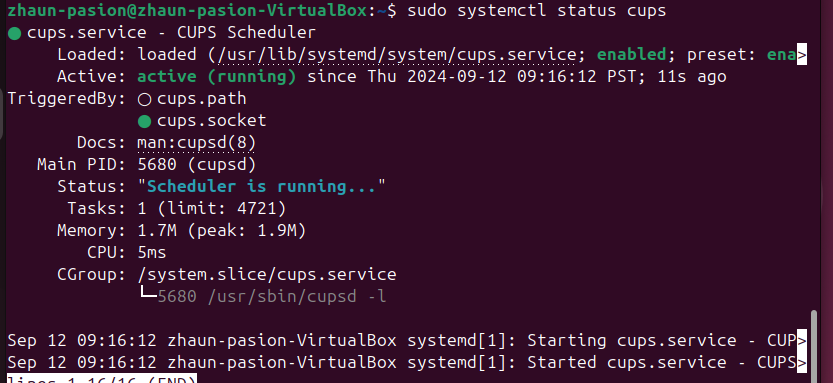 zhaun-pasion@zhaun-pasion-VirtualBox:~$ sudo systemctl status cups
● cups.service - CUPS Scheduler
     Loaded: loaded (/usr/lib/systemd/system/cups.service; enabled; preset: ena>
     Active: active (running) since Thu 2024-09-12 09:16:12 PST; 11s ago
TriggeredBy: ○ cups.path
             ● cups.socket
       Docs: man:cupsd(8)
   Main PID: 5680 (cupsd)
     Status: "Scheduler is running..."
      Tasks: 1 (limit: 4721)
     Memory: 1.7M (peak: 1.9M)
        CPU: 5ms
     CGroup: /system.slice/cups.service
             └─5680 /usr/sbin/cupsd -l
Sep 12 09:16:12 zhaun-pasion-VirtualBox systemd[1]: Starting cups.service - CUP>
Sep 12 09:16:12 zhaun-pasion-VirtualBox systemd[1]: Started cups.service - CUPS>
lines 1-16/16 (END)